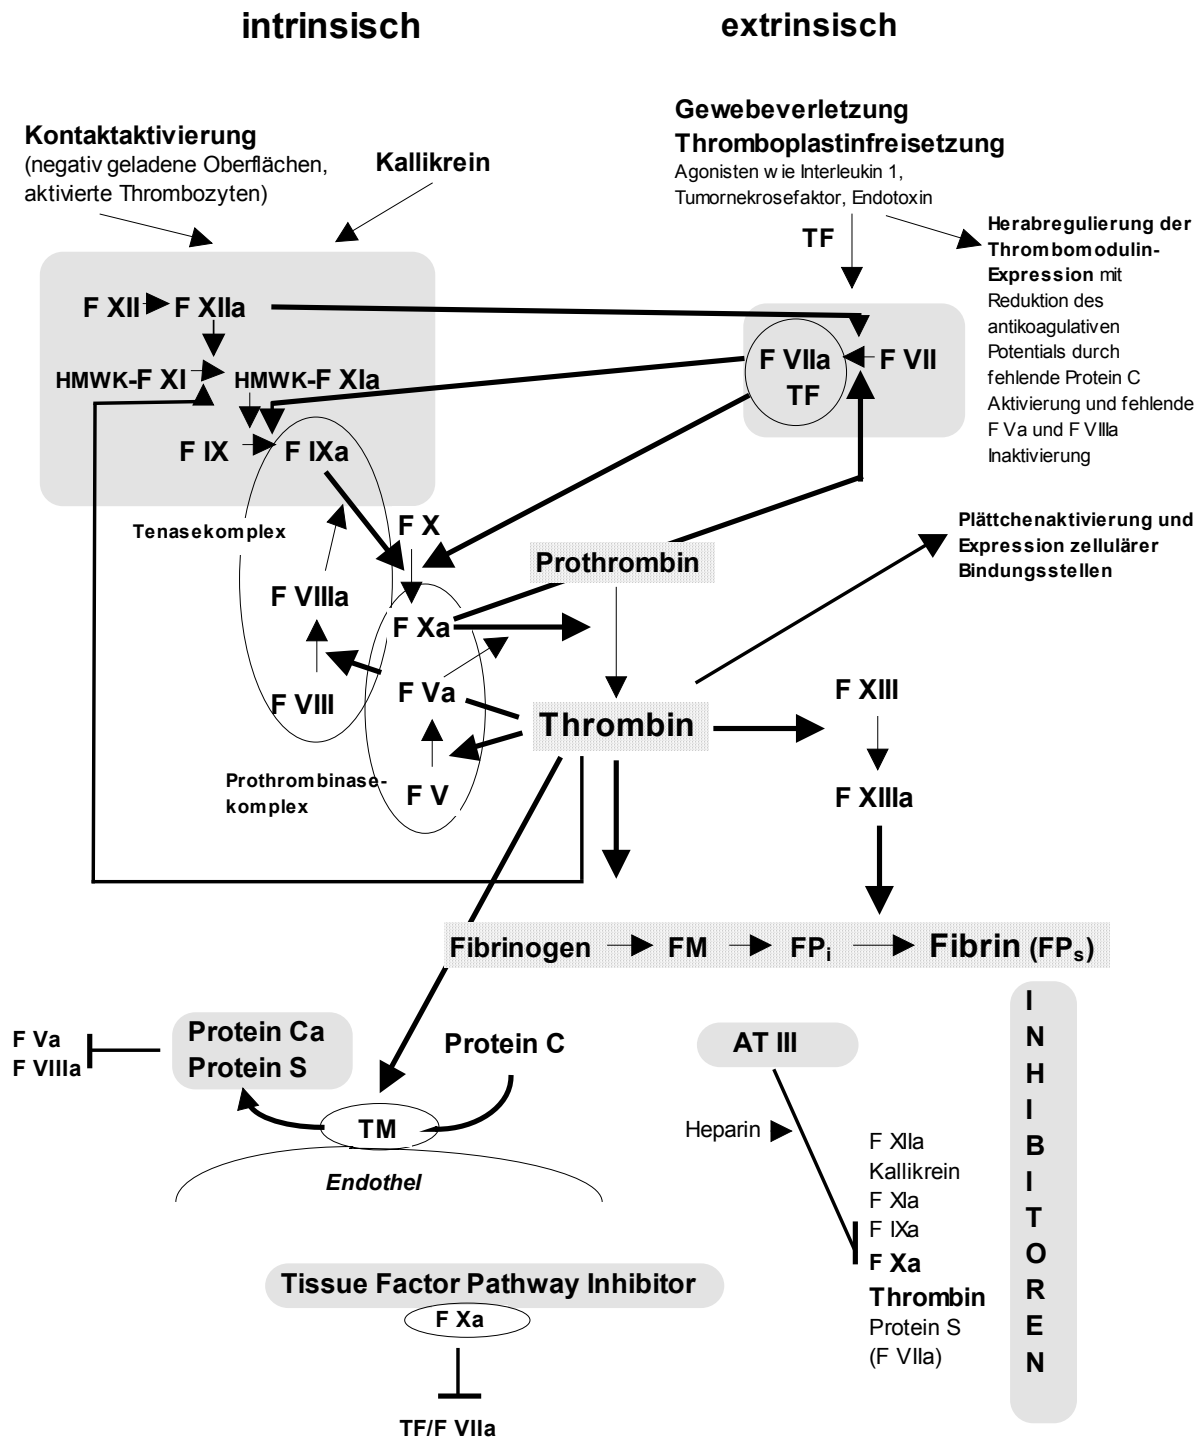 intrinsisch
extrinsisch
Kontaktaktivierung
(negativ geladene Oberflächen,
aktivierte Thrombozyten)
Kallikrein
Gewebeverletzung
Thromboplastinfreisetzung
Agonisten wie Interleukin 1,
Tumornekrosefaktor, Endotoxin
TF
Herabregulierung der
Thrombomodulin-
Expression mit
Reduktion des
antikoagulativen
Potentials durch
fehlende Protein C
Aktivierung und fehlende
F Va und F VIIIa
Inaktivierung
F XII
F XIIa
HMWK-F XI
HMWK-F XIa
F IX
F IXa
F VIIa
TF
F VII
Tenasekomplex
F X
Prothrombin
Plättchenaktivierung und
Expression zellulärer
Bindungsstellen
F VIIIa
F Xa
F VIII
F Va
Thrombin
F XIII
Prothrombinase-
komplex
F V
F XIIIa
Fibrinogen
FM
FPi
Fibrin (FPs)
F Va
F VIIIa
Protein Ca
Protein S
Protein C
TM
Endothel
AT III
Heparin
F XIIa
Kallikrein
F XIa
F IXa
F Xa
Thrombin
Protein S
(F VIIa)
I
N
H
I
B
I
T
O
R
E
N
Tissue Factor Pathway Inhibitor
F Xa
TF/F VIIa